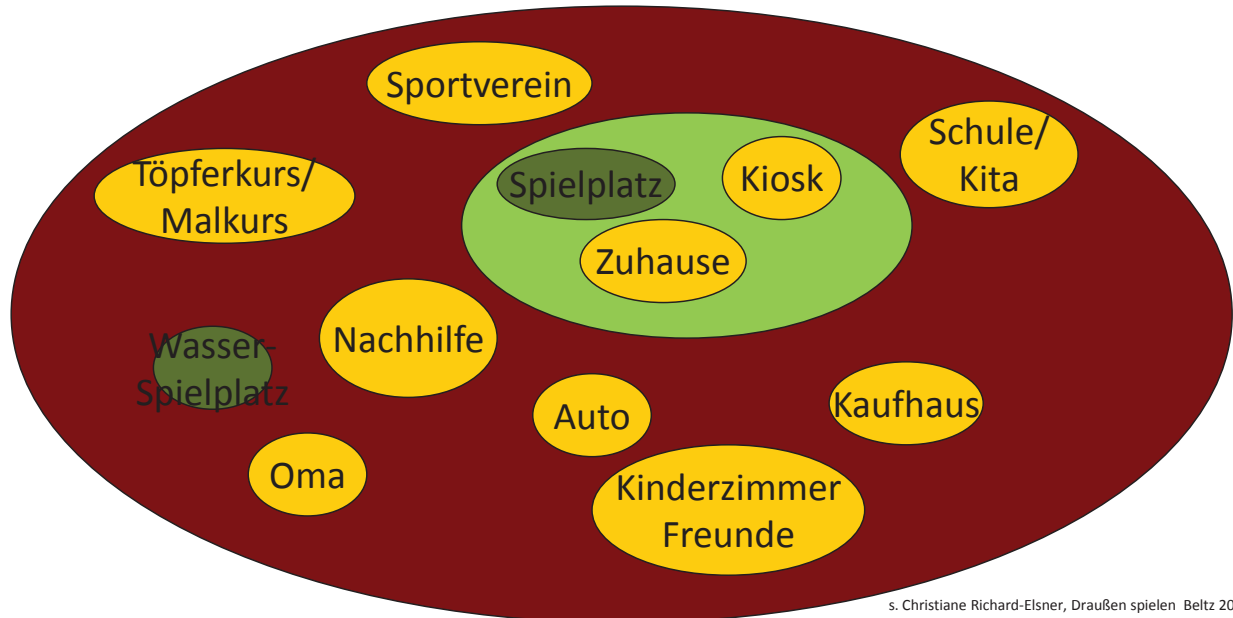 Sportverein
Schule/
Kita
Töpferkurs/
Malkurs
Spielplatz
Kiosk
Zuhause
Nachhilfe
Wasser-
Spielplatz
Auto
Kaufhaus
Oma
Kinderzimmer
Freunde
s. Christiane Richard-Elsner, Draußen spielen Beltz 20